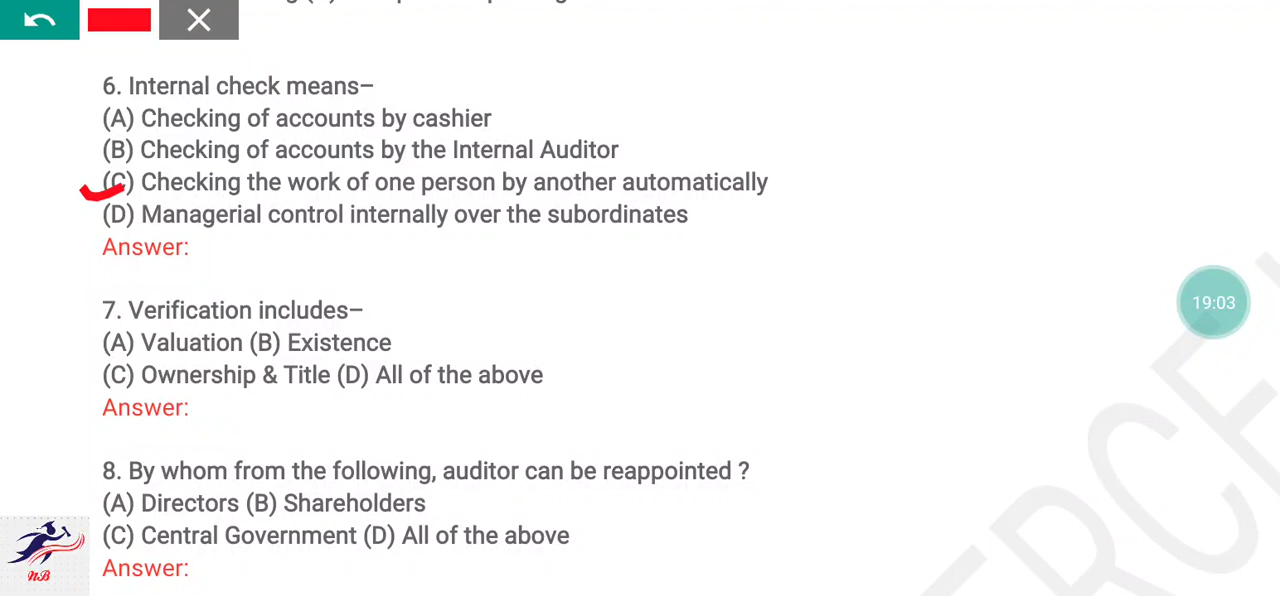 6. Internal check means–
(A) Checking of accounts by cashier
(B) Checking of accounts by the Internal Auditor
(C) Checking the work of one person by another automatically
(D) Managerial control internally over the subordinates
Answer:
7. Verification includes–
(A) Valuation (B) Existence
(C) Ownership & Title (D) All of the above
Answer:
19:03
8. By whom from the following, auditor can be reappointed ?
(A) Directors (B) Shareholders
(C) Central Government (D) All of the above
Answer:
NB